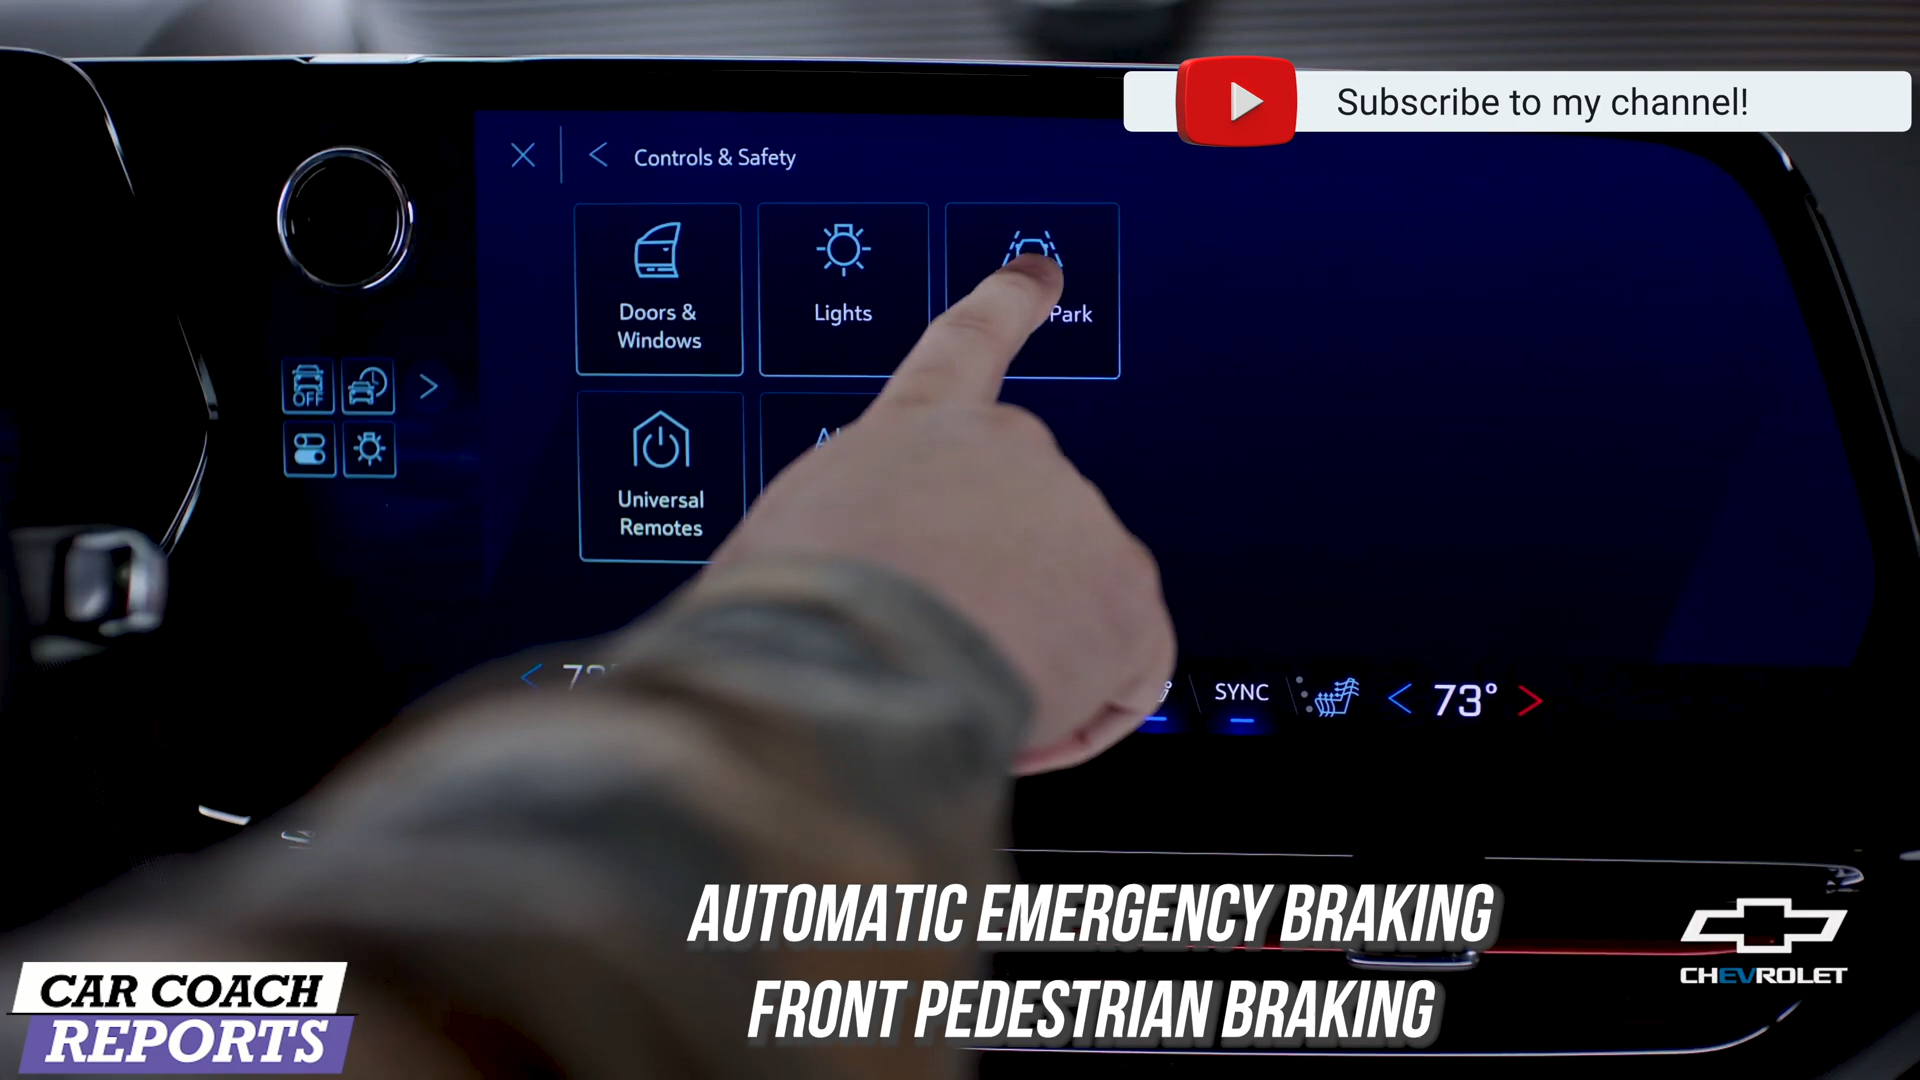 Subscribe to my channel!
Controls & Safety
Doors &
Windows
Lights
Park
OFF
Universal
Remotes
SYNC
73°
AUTOMATIC EMERGENCY BRAKING
FRONT PEDESTRIAN BRAKING
CHEVROLET
CAR COACH
REPORTS